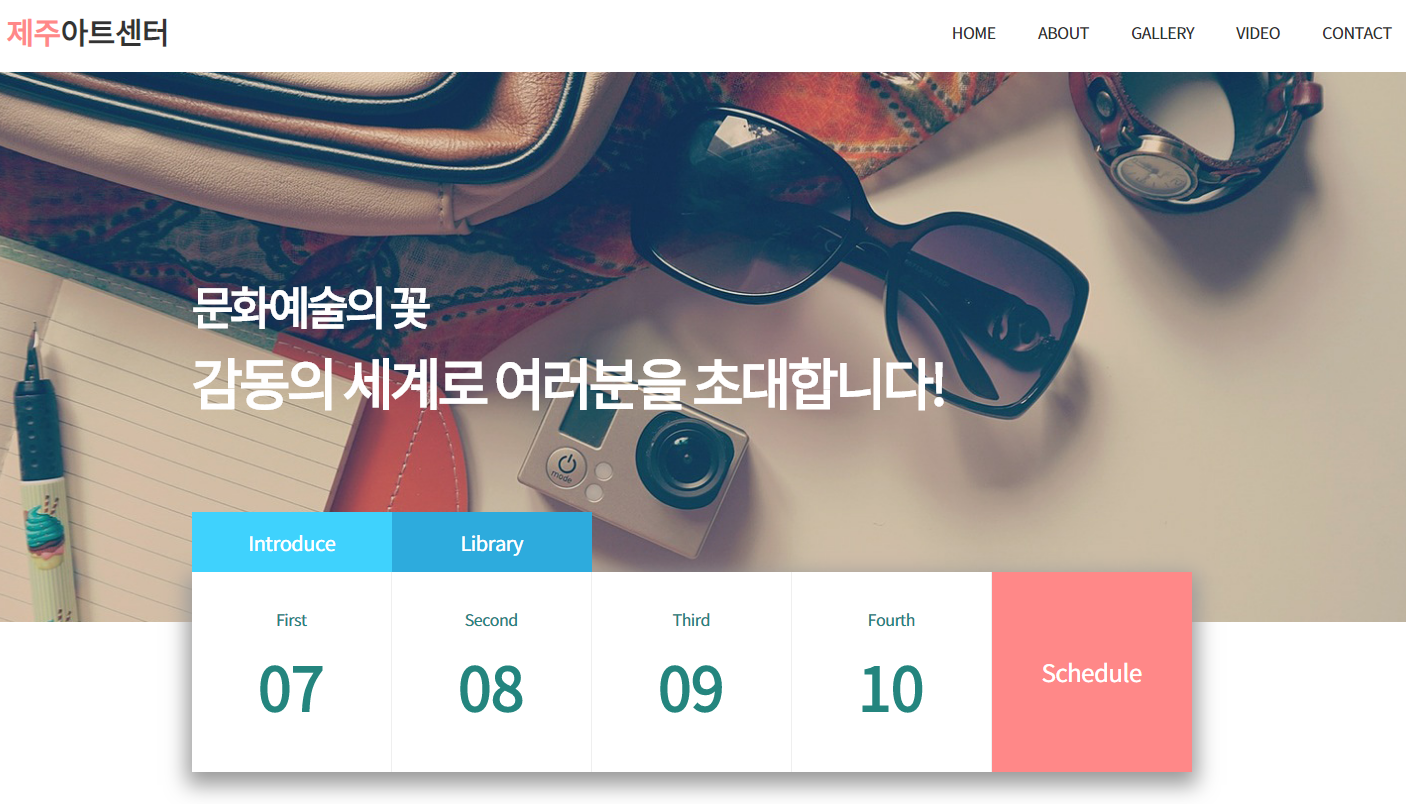 제주아트센터
HOME ABOUT GALLERY VIDEO CONTACT
문화예술의 꽃
감동의 세계로 여러분을 초대합니다!
mode
Introduce Library
First Second Third Fourth
07 08 09 10
Schedule